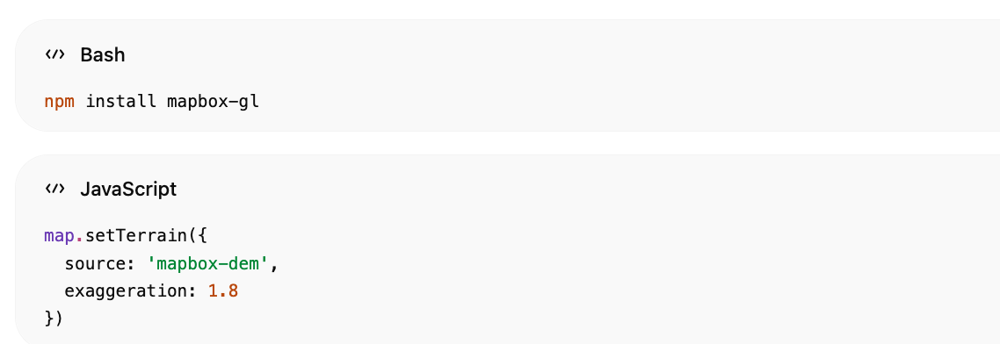 Bash
npm install mapbox-gl
JavaScript
map.setTerrain({
  source: 'mapbox-dem',
  exaggeration: 1.8
})